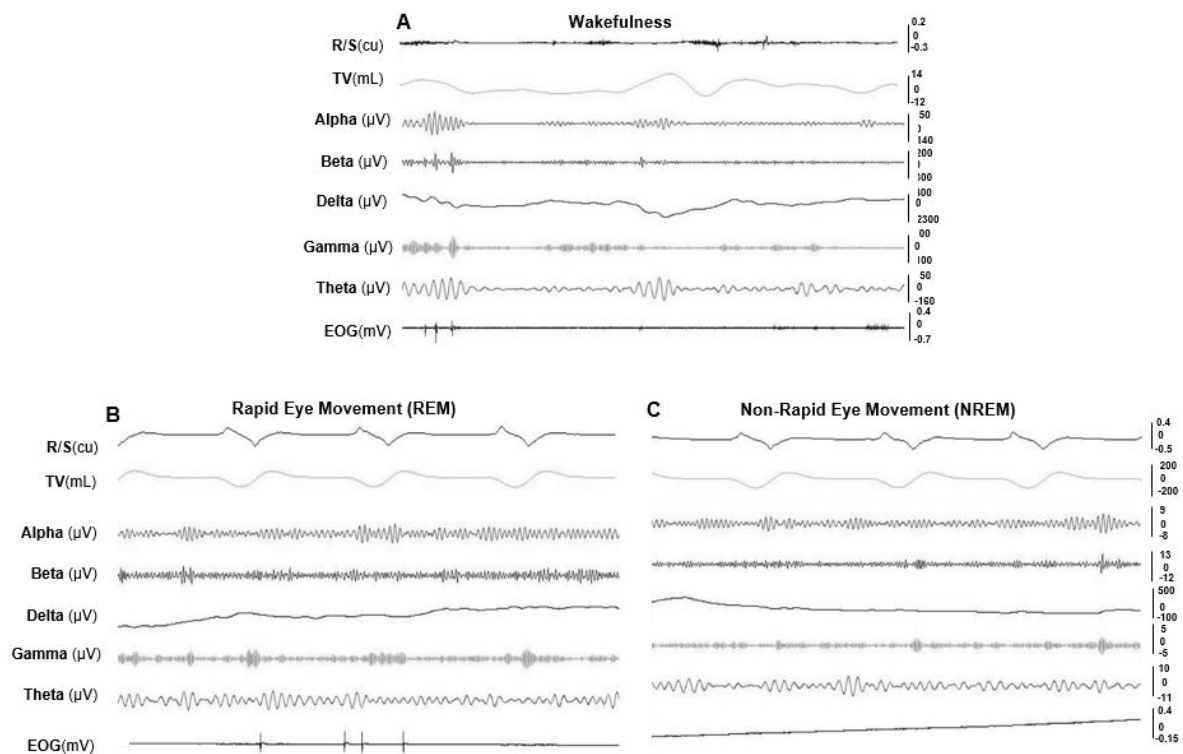 A Wakefulness
R/S(cu) 0.2 0 -0.3
TV(mL) 14 0 -12
Alpha (µV) 50 0 140
Beta (µV) 200 0
Delta (µV) 0 2300
Gamma (µV) 00 0 100
Theta (µV) 50 0 -160
EOG(mV) 0.4 0 -0.7
B Rapid Eye Movement (REM)
R/S(cu)
TV(mL)
Alpha (µV)
Beta (µV)
Delta (µV)
Gamma (µV)
Theta (µV)
EOG(mV)
C Non-Rapid Eye Movement (NREM)
0.4 0 -0.5
200 0 -200
9 0 -8
13 0 -12
500 0 -100
5 0 -5
10 0 -11
0.4 0 -0.15